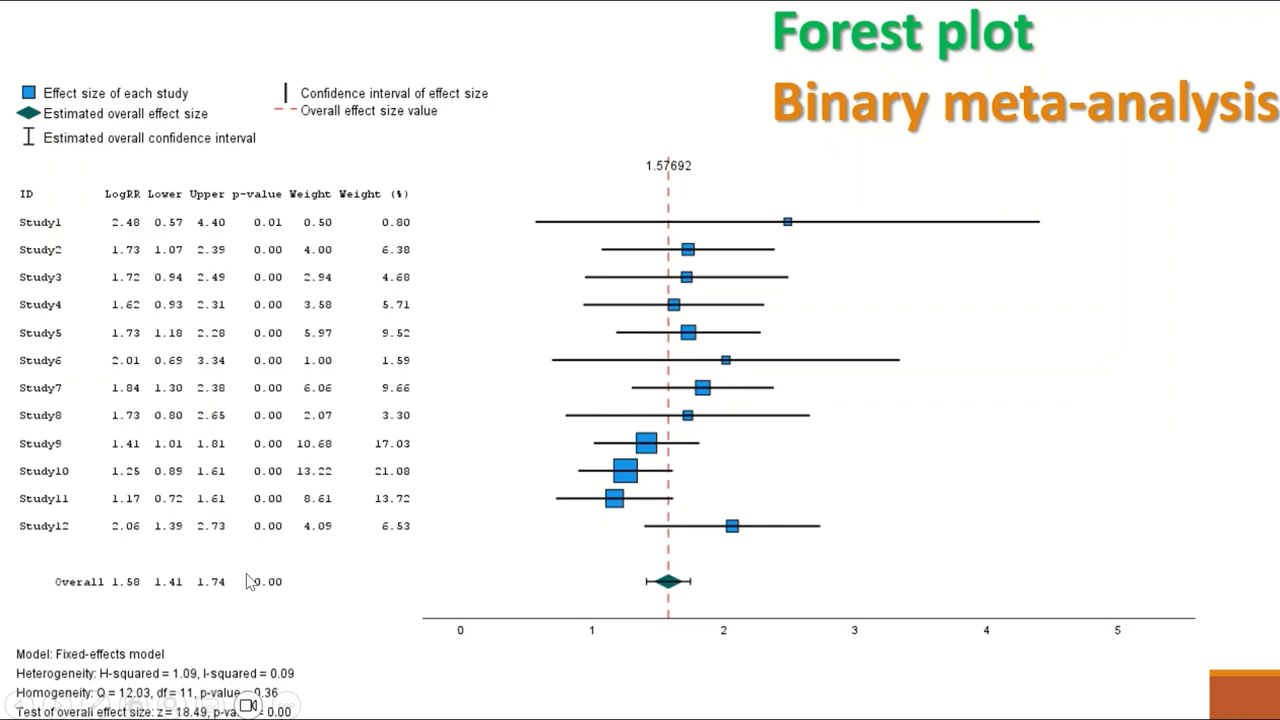 Forest plot
Binary meta-analysis
Effect size of each study
Estimated overall effect size
Estimated overall confidence interval
Confidence interval of effect size
Overall effect size value
1.57692
ID LogRR Lower Upper p-value Weight Weight (%)
Study1 2.48 0.57 4.40 0.01 0.50 0.80
Study2 1.73 1.07 2.39 0.00 4.00 6.38
Study3 1.72 0.94 2.49 0.00 2.94 4.68
Study4 1.62 0.93 2.31 0.00 3.58 5.71
Study5 1.73 1.18 2.28 0.00 5.97 9.52
Study6 2.01 0.69 3.34 0.00 1.00 1.59
Study7 1.84 1.30 2.38 0.00 6.06 9.66
Study8 1.73 0.80 2.65 0.00 2.07 3.30
Study9 1.41 1.01 1.81 0.00 10.68 17.03
Study10 1.25 0.89 1.61 0.00 13.22 21.08
Study11 1.17 0.72 1.61 0.00 8.61 13.72
Study12 2.06 1.39 2.73 0.00 4.09 6.53
Overall 1.58 1.41 1.74 0.00
0 1 2 3 4 5
Model: Fixed-effects model
Heterogeneity: H-squared = 1.09, I-squared = 0.09
Homogeneity: Q = 12.03, df = 11, p-value 0.36
Test of overall effect size: z = 18.49, = 0.00